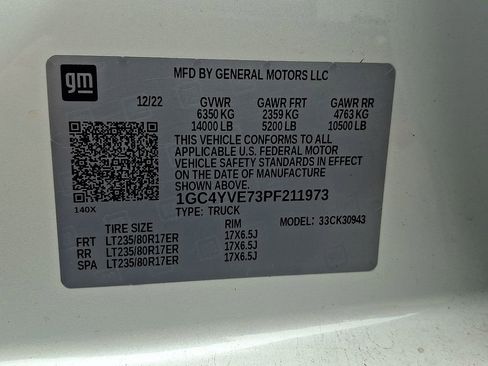 gm
MFD BY GENERAL MOTORS LLC
12/22 GVWR GAWR FRT GAWR RR
6350 KG 2359 KG 4763 KG
14000 LB 5200 LB 10500 LB
THIS VEHICLE CONFORMS TO ALL
APPLICABLE U.S. FEDERAL MOTOR
VEHICLE SAFETY STANDARDS IN EFFECT
ON THE DATE OF MANUFACTURE
SHOWN ABOVE.
1GC4YVE73PF211973
140X TYPE: TRUCK
MODEL: 33CK30943
TIRE SIZE RIM
FRT LT235/80R17ER 17X6.5J
RR LT235/80R17ER 17X6.5J
SPA LT235/80R17ER 17X6.5J